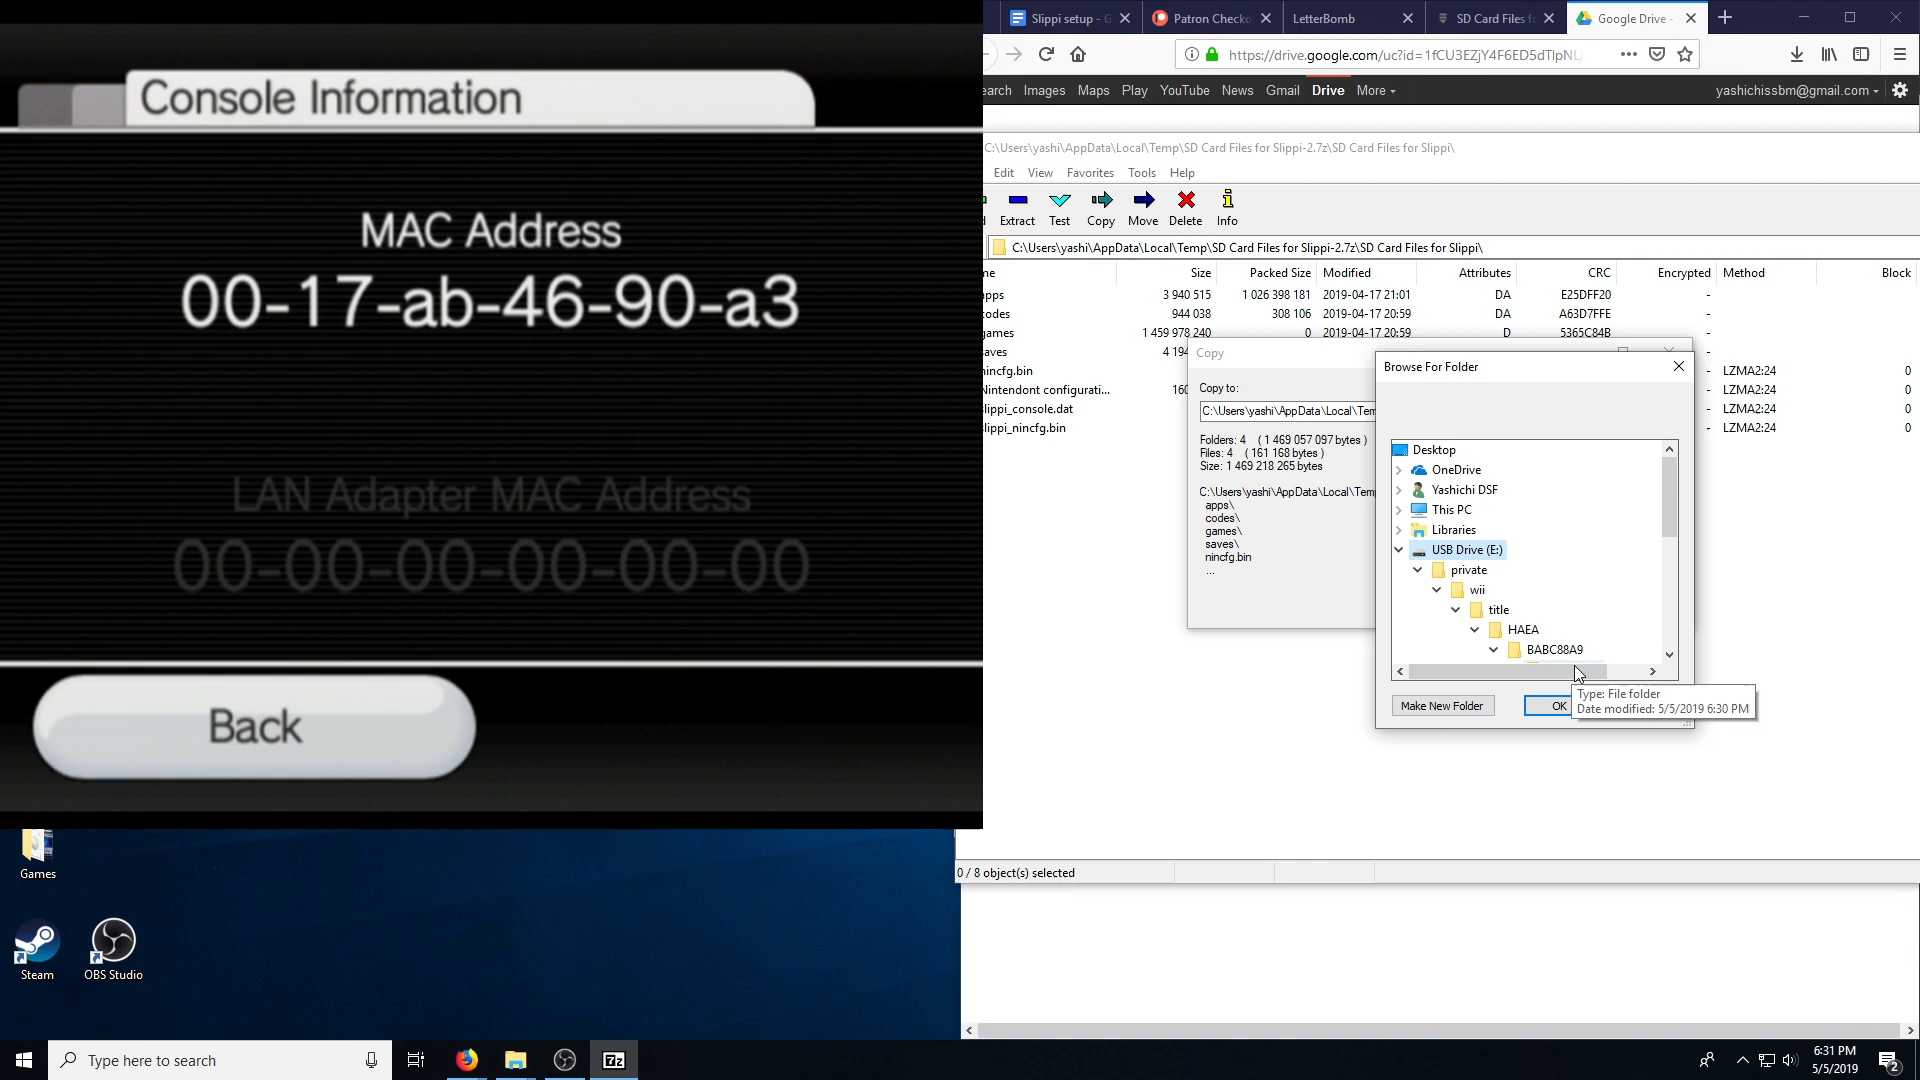 Console Information
MAC Address
00-17-ab-46-90-a3
LAN Adapter MAC Address
00-00-00-00-00-00
Back
Games
Steam
OBS Studio
Slippi setup - G
Patron Checko
LetterBomb
SD Card Files f
Google Drive -
https://drive.google.com/uc?id=1fCU3EZjY4F6ED5dTlpNL
earch Images Maps Play YouTube News Gmail Drive More
yashichissbm@gmail.com
C:\Users\yashi\AppData\Local\Temp\SD Card Files for Slippi-2.7z\SD Card Files for Slippi\
Edit View Favorites Tools Help
d Extract Test Copy Move Delete Info
C:\Users\yashi\AppData\Local\Temp\SD Card Files for Slippi-2.7z\SD Card Files for Slippi\
me Size Packed Size Modified Attributes CRC Encrypted Method Block
apps 3 940 515 1 026 398 181 2019-04-17 21:01 DA E25DFF20 -
codes 944 038 308 106 2019-04-17 20:59 DA A63D7FFE -
games 1 459 978 240 0 2019-04-17 20:59 D 5365C84B -
saves 4 194 -
nincfg.bin - LZMA2:24 0
Nintendont configurati... 160 - LZMA2:24 0
slippi_console.dat - LZMA2:24 0
slippi_nincfg.bin - LZMA2:24 0
Copy
Copy to:
C:\Users\yashi\AppData\Local\Tem
Folders: 4 ( 1 469 057 097 bytes )
Files: 4 ( 161 168 bytes )
Size: 1 469 218 265 bytes
C:\Users\yashi\AppData\Local\Tem
apps\
codes\
games\
saves\
nincfg.bin
...
Browse For Folder
Desktop
OneDrive
Yashichi DSF
This PC
Libraries
USB Drive (E:)
private
wii
title
HAEA
BABC88A9
Make New Folder
OK
Type: File folder
Date modified: 5/5/2019 6:30 PM
0 / 8 object(s) selected
Type here to search
7z
6:31 PM
5/5/2019
2